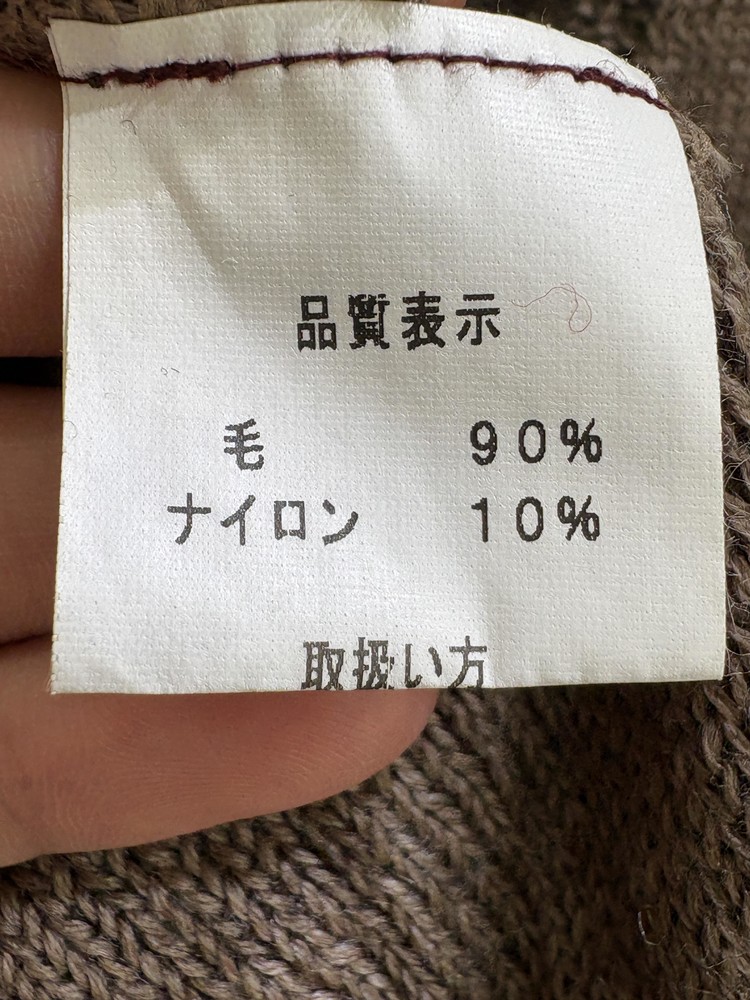 品質表示
毛 90%
ナイロン 10%
取扱い方